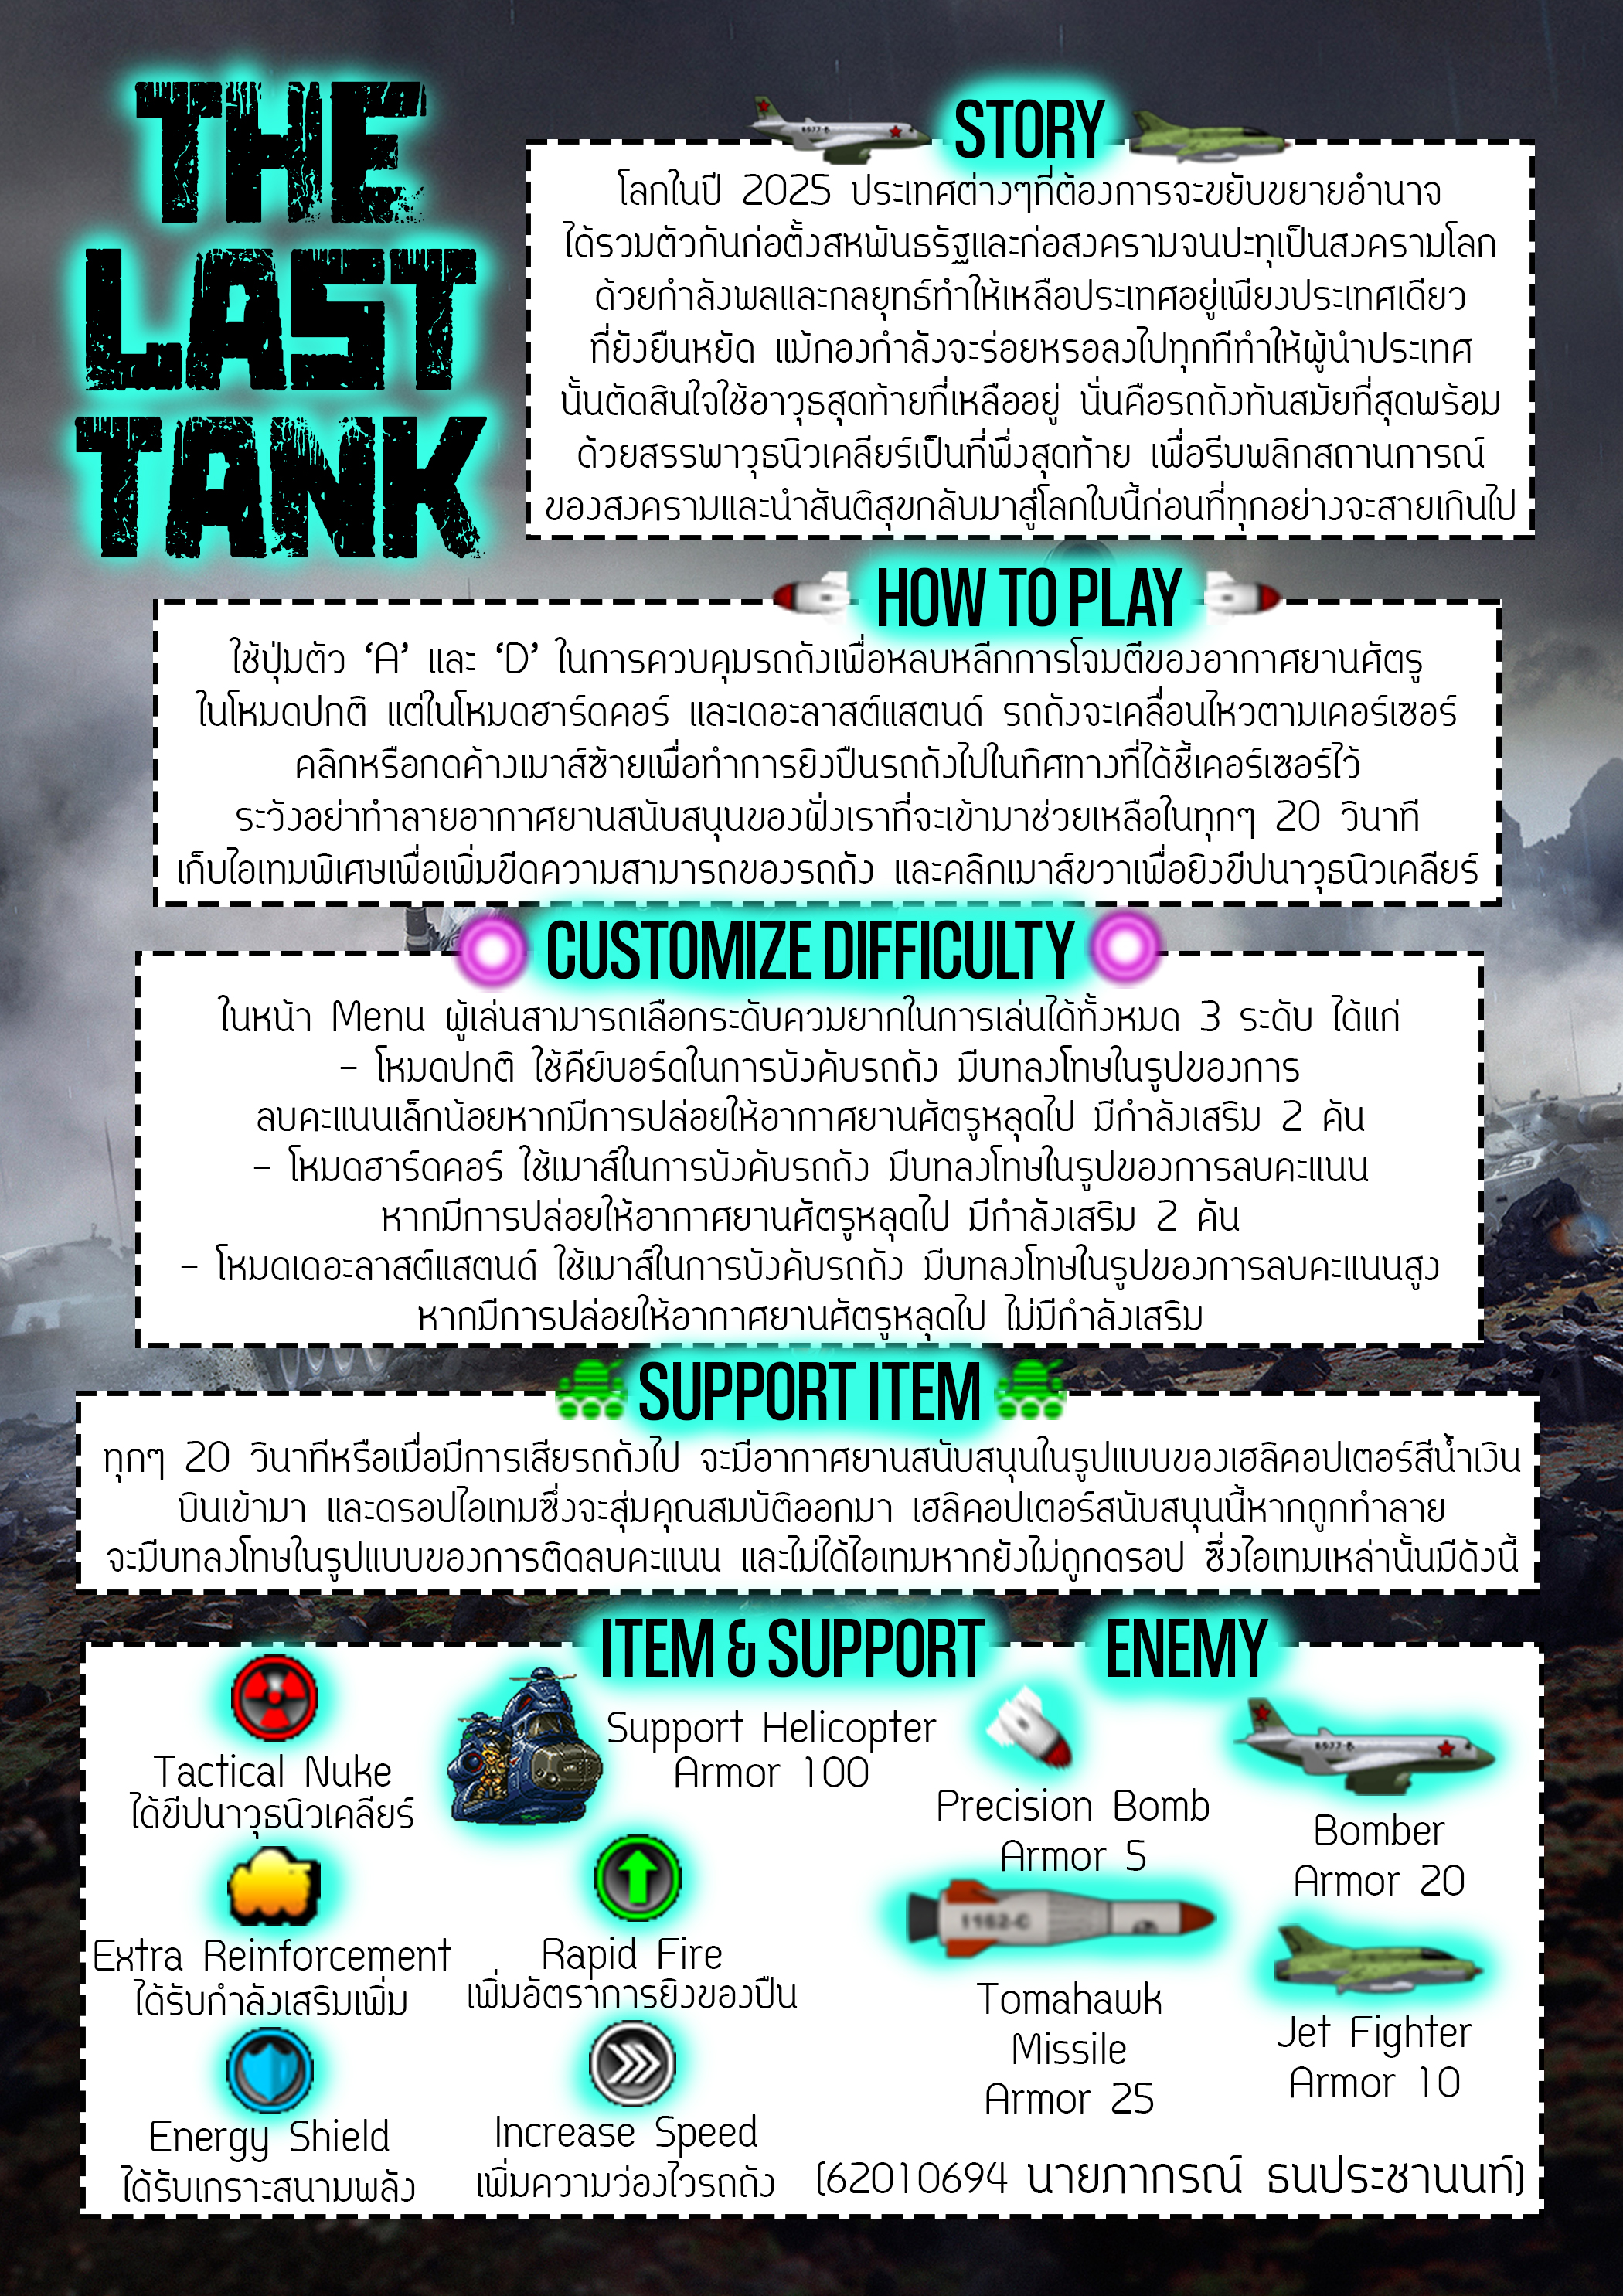 THE
LAST
TANK
STORY
โลกในปี 2025 ประเทศต่างๆที่ต้องการจะขยับขยายอำนาจ
ได้รวมตัวกันก่อตั้งสหพันธรัฐและก่อสงครามจนปะทุเป็นสงครามโลก
ด้วยกำลังพลและกลยุทธ์ทำให้เหลือประเทศอยู่เพียงประเทศเดียว
ที่ยังยืนหยัด แม้กองกำลังจะร่อยหรอลงไปทุกทีทำให้ผู้นำประเทศ
นั้นตัดสินใจใช้อาวุธสุดท้ายที่เหลืออยู่ นั่นคือรถถังทันสมัยที่สุดพร้อม
ด้วยสรรพาวุธนิวเคลียร์เป็นที่พึ่งสุดท้าย เพื่อรีบพลิกสถานการณ์
ของสงครามและนำสันติสุขกลับมาสู่โลกใบนี้ก่อนที่ทุกอย่างจะสายเกินไป
HOW TO PLAY
ใช้ปุ่มตัว ‘A’ และ ‘D’ ในการควบคุมรถถังเพื่อหลบหลีกการโจมตีของอากาศยานศัตรู
ในโหมดปกติ แต่ในโหมดฮาร์ดคอร์ และเดอะลาสต์แสตนด์ รถถังจะเคลื่อนไหวตามเคอร์เซอร์
คลิกหรือกดค้างเมาส์ซ้ายเพื่อทำการยิงปืนรถถังไปในทิศทางที่ได้ชี้เคอร์เซอร์ไว้
ระวังอย่าทำลายอากาศยานสนับสนุนของฝั่งเราที่จะเข้ามาช่วยเหลือในทุกๆ 20 วินาที
เก็บไอเทมพิเศษเพื่อเพิ่มขีดความสามารถของรถถัง และคลิกเมาส์ขวาเพื่อยิงขีปนาวุธนิวเคลียร์
CUSTOMIZE DIFFICULTY
ในหน้า Menu ผู้เล่นสามารถเลือกระดับควมยากในการเล่นได้ทั้งหมด 3 ระดับ ได้แก่
- โหมดปกติ ใช้คีย์บอร์ดในการบังคับรถถัง มีบทลงโทษในรูปของการ
ลบคะแนนเล็กน้อยหากมีการปล่อยให้อากาศยานศัตรูหลุดไป มีกำลังเสริม 2 คัน
- โหมดฮาร์ดคอร์ ใช้เมาส์ในการบังคับรถถัง มีบทลงโทษในรูปของการลบคะแนน
หากมีการปล่อยให้อากาศยานศัตรูหลุดไป มีกำลังเสริม 2 คัน
- โหมดเดอะลาสต์แสตนด์ ใช้เมาส์ในการบังคับรถถัง มีบทลงโทษในรูปของการลบคะแนนสูง
หากมีการปล่อยให้อากาศยานศัตรูหลุดไป ไม่มีกำลังเสริม
SUPPORT ITEM
ทุกๆ 20 วินาทีหรือเมื่อมีการเสียรถถังไป จะมีอากาศยานสนับสนุนในรูปแบบของเฮลิคอปเตอร์สีน้ำเงิน
บินเข้ามา และดรอปไอเทมซึ่งจะสุ่มคุณสมบัติออกมา เฮลิคอปเตอร์สนับสนุนนี้หากถูกทำลาย
จะมีบทลงโทษในรูปแบบของการติดลบคะแนน และไม่ได้ไอเทมหากยังไม่ถูกดรอป ซึ่งไอเทมเหล่านั้นมีดังนี้
ITEM & SUPPORT
Tactical Nuke
ได้ขีปนาวุธนิวเคลียร์
Support Helicopter
Armor 100
Extra Reinforcement
ได้รับกำลังเสริมเพิ่ม
Rapid Fire
เพิ่มอัตราการยิงของปืน
Energy Shield
ได้รับเกราะสนามพลัง
Increase Speed
เพิ่มความว่องไวรถถัง
ENEMY
Precision Bomb
Armor 5
8577-Б
Bomber
Armor 20
1162-C
Tomahawk
Missile
Armor 25
Jet Fighter
Armor 10
(62010694 นายภากรณ์ ธนประชานนท์)